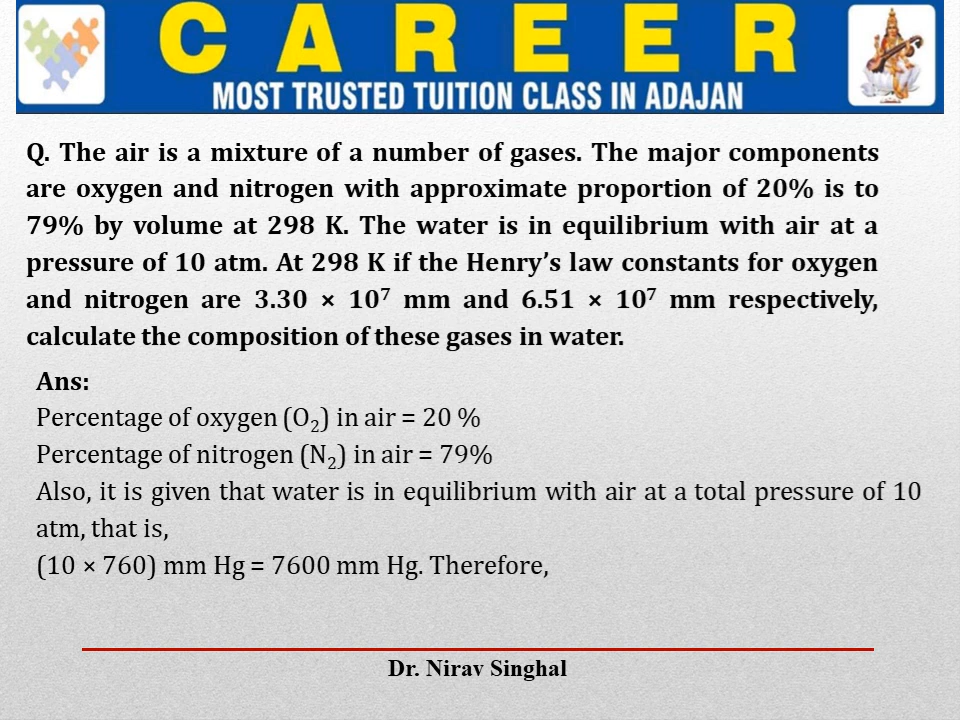 CAREER
MOST TRUSTED TUITION CLASS IN ADAJAN
Q. The air is a mixture of a number of gases. The major components
are oxygen and nitrogen with approximate proportion of 20% is to
79% by volume at 298 K. The water is in equilibrium with air at a
pressure of 10 atm. At 298 K if the Henry’s law constants for oxygen
and nitrogen are 3.30 × 10⁷ mm and 6.51 × 10⁷ mm respectively,
calculate the composition of these gases in water.
Ans:
Percentage of oxygen (O₂) in air = 20 %
Percentage of nitrogen (N₂) in air = 79%
Also, it is given that water is in equilibrium with air at a total pressure of 10
atm, that is,
(10 × 760) mm Hg = 7600 mm Hg. Therefore,
Dr. Nirav Singhal